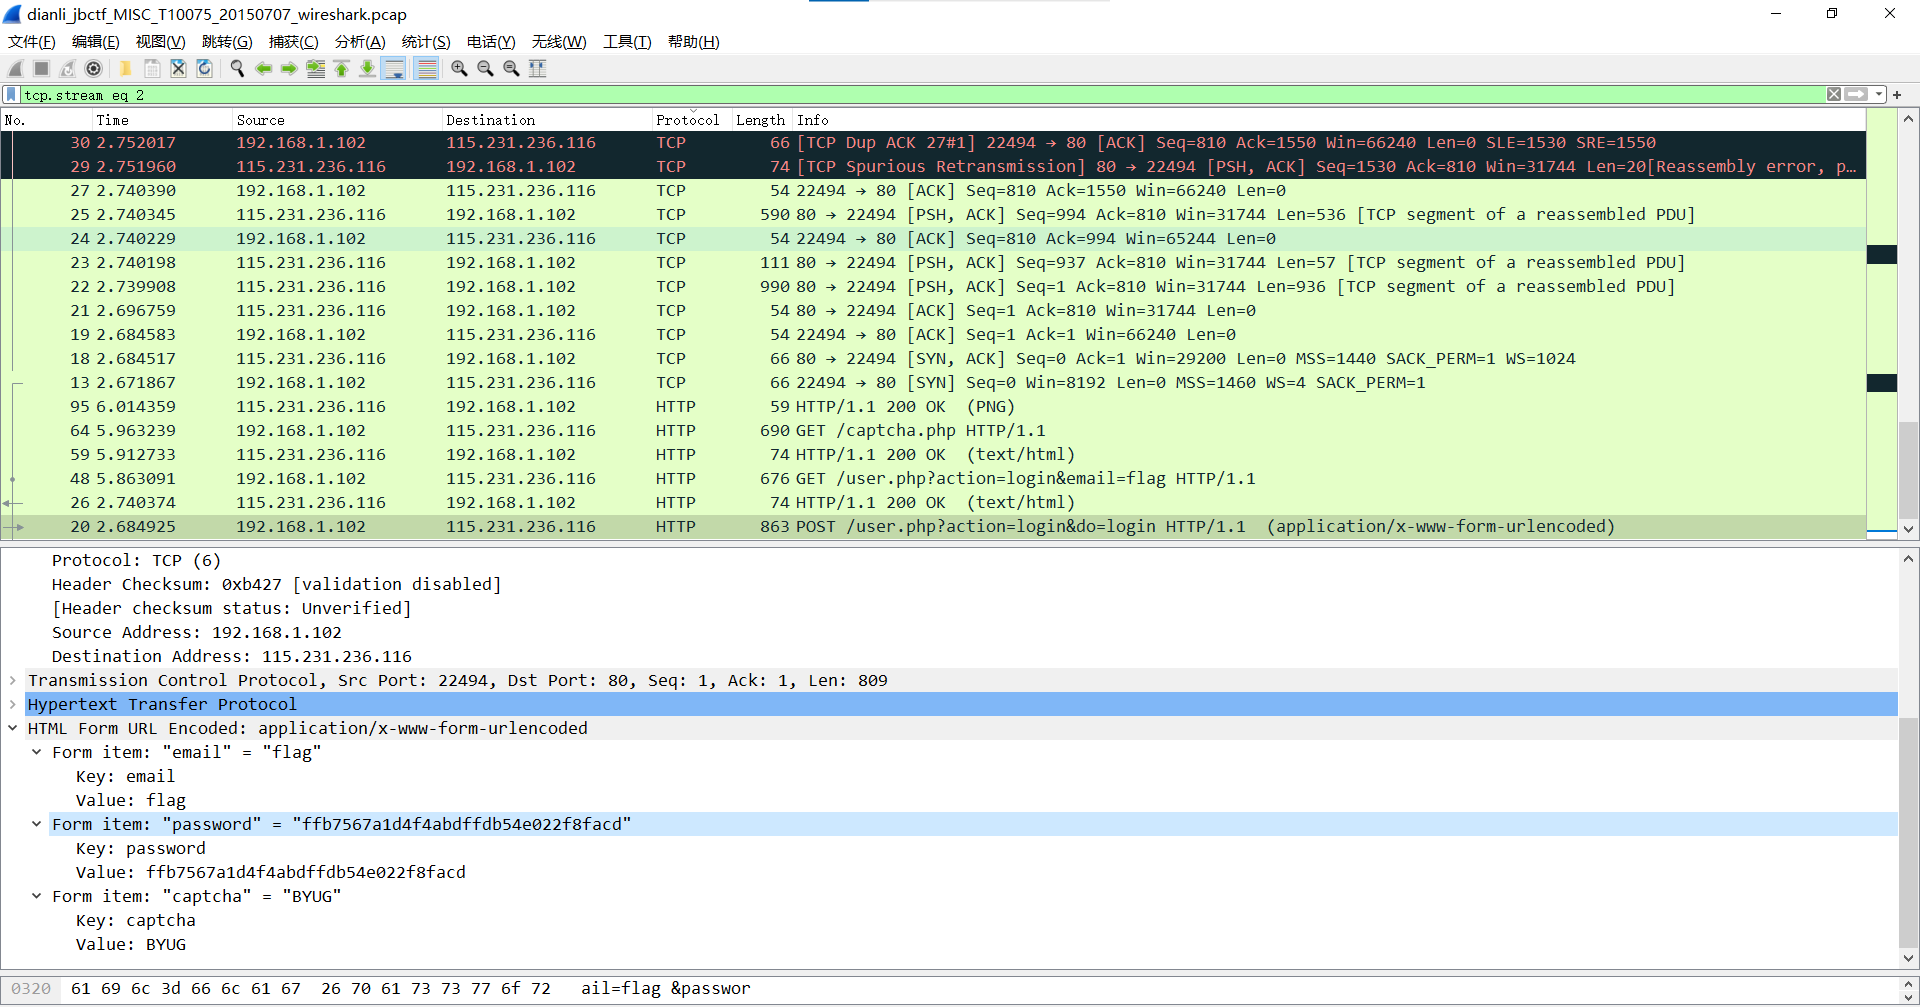 dianli_jbctf_MISC_T10075_20150707_wireshark.pcap
文件(F) 编辑(E) 视图(V) 跳转(G) 捕获(C) 分析(A) 统计(S) 电话(Y) 无线(W) 工具(T) 帮助(H)
tcp.stream eq 2
No. Time Source Destination Protocol Length Info
30 2.752017 192.168.1.102 115.231.236.116 TCP 66 [TCP Dup ACK 27#1] 22494 → 80 [ACK] Seq=810 Ack=1550 Win=66240 Len=0 SLE=1530 SRE=1550
29 2.751960 115.231.236.116 192.168.1.102 TCP 74 [TCP Spurious Retransmission] 80 → 22494 [PSH, ACK] Seq=1530 Ack=810 Win=31744 Len=20[Reassembly error, p…
27 2.740390 192.168.1.102 115.231.236.116 TCP 54 22494 → 80 [ACK] Seq=810 Ack=1550 Win=66240 Len=0
25 2.740345 115.231.236.116 192.168.1.102 TCP 590 80 → 22494 [PSH, ACK] Seq=994 Ack=810 Win=31744 Len=536 [TCP segment of a reassembled PDU]
24 2.740229 192.168.1.102 115.231.236.116 TCP 54 22494 → 80 [ACK] Seq=810 Ack=994 Win=65244 Len=0
23 2.740198 115.231.236.116 192.168.1.102 TCP 111 80 → 22494 [PSH, ACK] Seq=937 Ack=810 Win=31744 Len=57 [TCP segment of a reassembled PDU]
22 2.739908 115.231.236.116 192.168.1.102 TCP 990 80 → 22494 [PSH, ACK] Seq=1 Ack=810 Win=31744 Len=936 [TCP segment of a reassembled PDU]
21 2.696759 115.231.236.116 192.168.1.102 TCP 54 80 → 22494 [ACK] Seq=1 Ack=810 Win=31744 Len=0
19 2.684583 192.168.1.102 115.231.236.116 TCP 54 22494 → 80 [ACK] Seq=1 Ack=1 Win=66240 Len=0
18 2.684517 115.231.236.116 192.168.1.102 TCP 66 80 → 22494 [SYN, ACK] Seq=0 Ack=1 Win=29200 Len=0 MSS=1440 SACK_PERM=1 WS=1024
13 2.671867 192.168.1.102 115.231.236.116 TCP 66 22494 → 80 [SYN] Seq=0 Win=8192 Len=0 MSS=1460 WS=4 SACK_PERM=1
95 6.014359 115.231.236.116 192.168.1.102 HTTP 59 HTTP/1.1 200 OK (PNG)
64 5.963239 192.168.1.102 115.231.236.116 HTTP 690 GET /captcha.php HTTP/1.1
59 5.912733 115.231.236.116 192.168.1.102 HTTP 74 HTTP/1.1 200 OK (text/html)
48 5.863091 192.168.1.102 115.231.236.116 HTTP 676 GET /user.php?action=login&email=flag HTTP/1.1
26 2.740374 115.231.236.116 192.168.1.102 HTTP 74 HTTP/1.1 200 OK (text/html)
20 2.684925 192.168.1.102 115.231.236.116 HTTP 863 POST /user.php?action=login&do=login HTTP/1.1 (application/x-www-form-urlencoded)
Protocol: TCP (6)
Header Checksum: 0xb427 [validation disabled]
[Header checksum status: Unverified]
Source Address: 192.168.1.102
Destination Address: 115.231.236.116
Transmission Control Protocol, Src Port: 22494, Dst Port: 80, Seq: 1, Ack: 1, Len: 809
Hypertext Transfer Protocol
HTML Form URL Encoded: application/x-www-form-urlencoded
Form item: "email" = "flag"
Key: email
Value: flag
Form item: "password" = "ffb7567a1d4f4abdffdb54e022f8facd"
Key: password
Value: ffb7567a1d4f4abdffdb54e022f8facd
Form item: "captcha" = "BYUG"
Key: captcha
Value: BYUG
0320 61 69 6c 3d 66 6c 61 67 26 70 61 73 73 77 6f 72 ail=flag &passwor